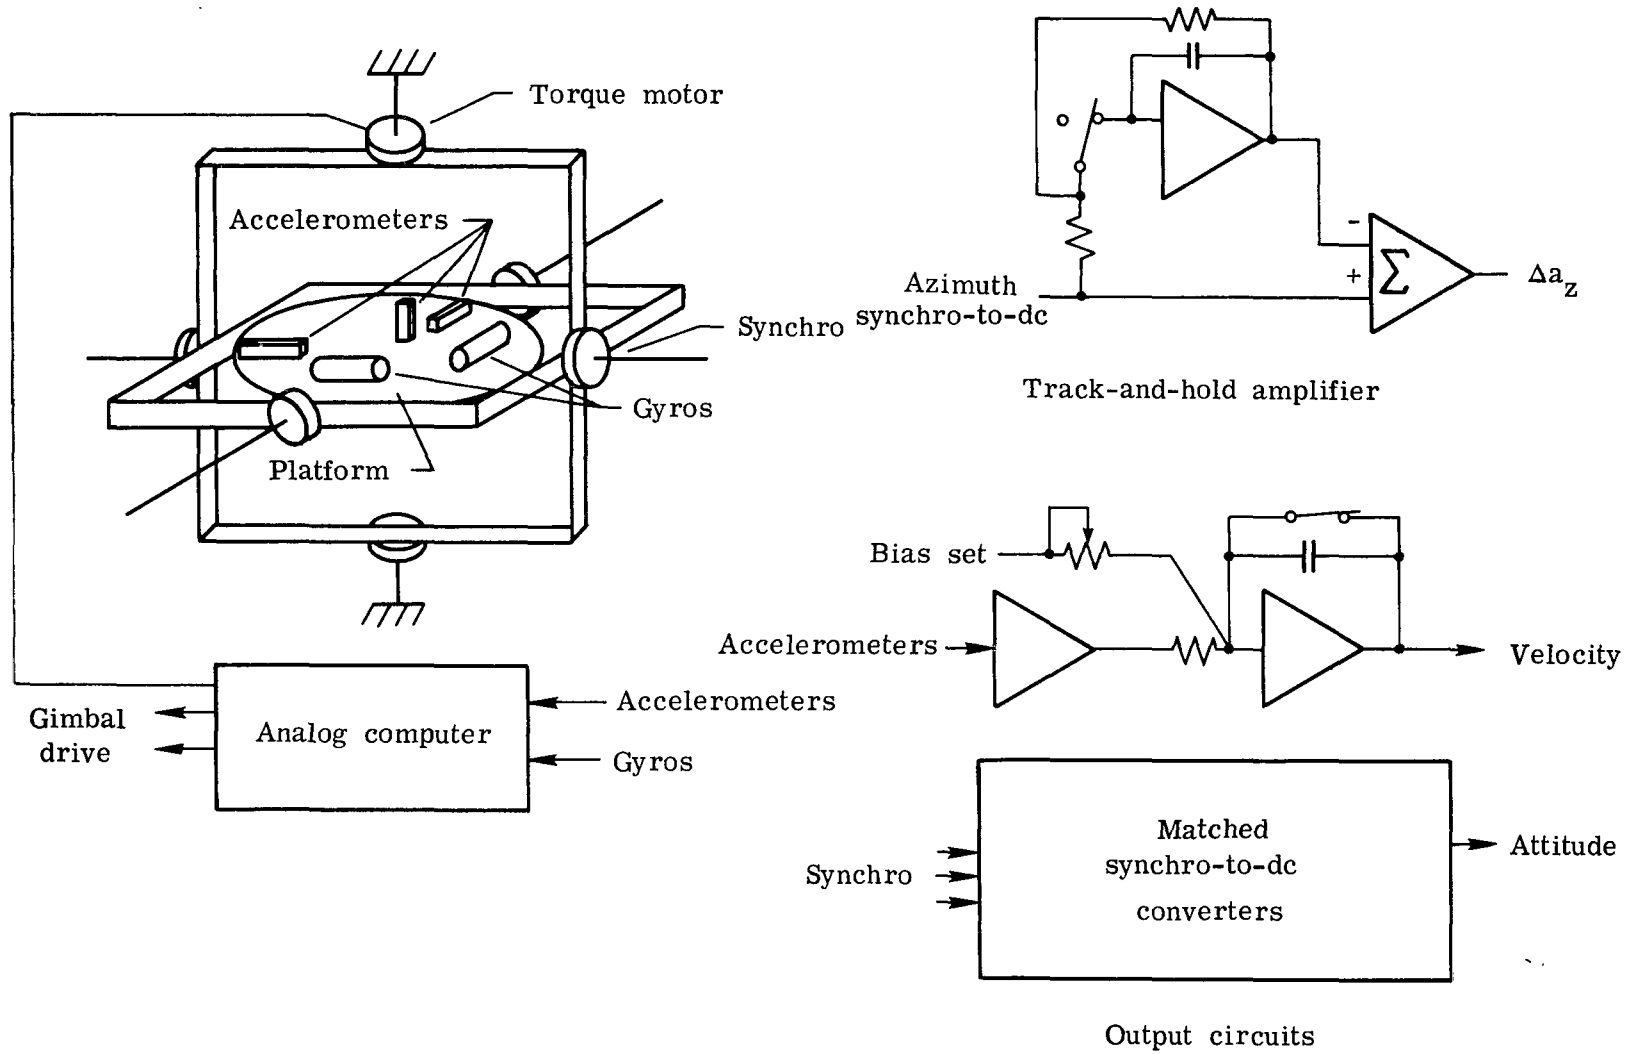 Torque motor
Accelerometers
Synchro
Gyros
Platform
Analog computer
Accelerometers
Gyros
Gimbal
drive
Azimuth
synchro-to-dc
-
+
Σ
Δa_z
Track-and-hold amplifier
Bias set
Accelerometers
Velocity
Synchro
Matched
synchro-to-dc
converters
Attitude
Output circuits